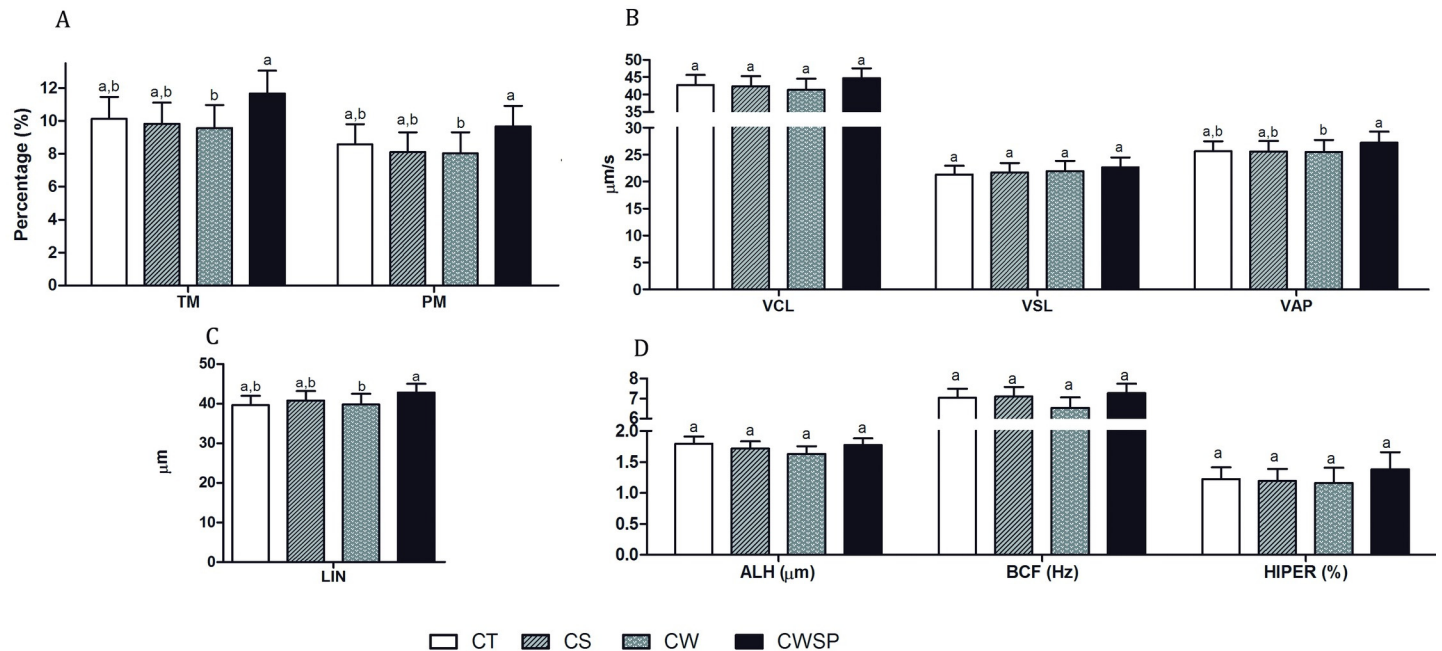 A
Percentage (%)
12
10
8
6
4
2
0
a,b a,b b a
a,b a,b b a
TM PM
B
µm/s
50
45
40
35
30
25
20
15
10
5
0
a a a a
a a a a
a,b a,b b a
VCL VSL VAP
C
µm
50
40
30
20
10
0
a,b a,b b a
LIN
D
8
7
6
2.0
1.5
1.0
0.5
0.0
a a a a
a a a a
a a a a
ALH (µm) BCF (Hz) HIPER (%)
CT CS CW CWSP